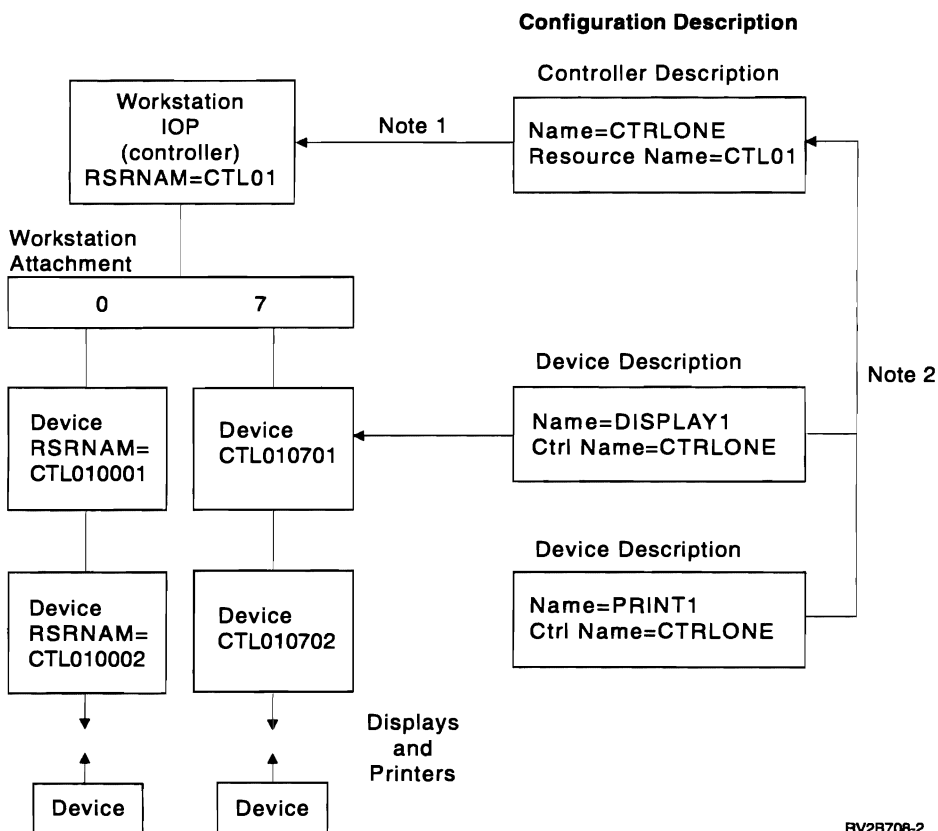 Configuration Description
Controller Description
Workstation
IOP
(controller)
RSRNAM=CTL01
Note 1
Name=CTRLONE
Resource Name=CTL01
Workstation
Attachment
0
7
Device Description
Note 2
Device
RSRNAM=
CTL010001
Device
CTL010701
Name=DISPLAY1
Ctrl Name=CTRLONE
Device Description
Device
RSRNAM=
CTL010002
Device
CTL010702
Name=PRINT1
Ctrl Name=CTRLONE
Displays
and
Printers
Device
Device
RV2B708-2